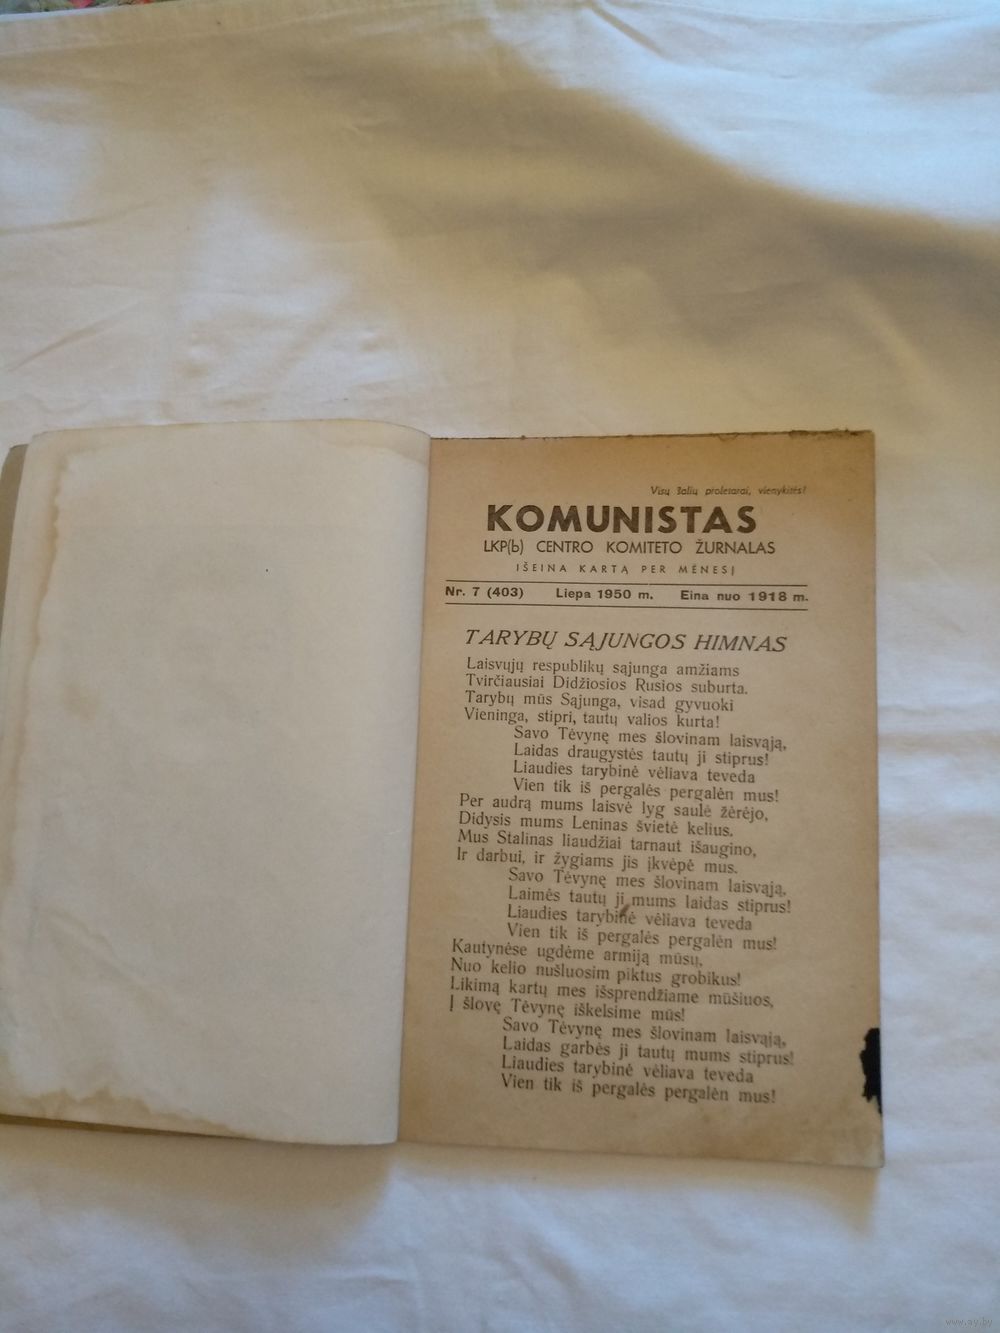 Visų šalių proletarai, vienykitės!
KOMUNISTAS
LKP(b) CENTRO KOMITETO ŽURNALAS
IŠEINA KARTĄ PER MĖNESĮ
Nr. 7 (403) Liepa 1950 m. Eina nuo 1918 m.
TARYBŲ SĄJUNGOS HIMNAS
Laisvųjų respublikų sąjunga amžiams
Tvirčiausiai Didžiosios Rusios suburta.
Tarybų mūs Sąjunga, visad gyvuoki
Vieninga, stipri, tautų valios kurta!
Savo Tėvynę mes šlovinam laisvąją,
Laidas draugystės tautų ji stiprus!
Liaudies tarybinė vėliava teveda
Vien tik iš pergalės pergalėn mus!
Per audrą mums laisvė lyg saulė žėrėjo,
Didysis mums Leninas švietė kelius.
Mus Stalinas liaudžiai tarnaut išaugino,
Ir darbui, ir žygiams jis įkvėpė mus.
Savo Tėvynę mes šlovinam laisvąją,
Laimės tautų ji mums laidas stiprus!
Liaudies tarybinė vėliava teveda
Vien tik iš pergalės pergalėn mus!
Kautynėse ugdėme armiją mūsų,
Nuo kelio nušluosim piktus grobikus!
Likimą kartų mes išsprendžiame mūšiuos,
Į šlovę Tėvynę iškelsime mūs!
Savo Tėvynę mes šlovinam laisvąją,
Laidas garbės ji tautų mums stiprus!
Liaudies tarybinė vėliava teveda
Vien tik iš pergalės pergalėn mus!
www.ay.by